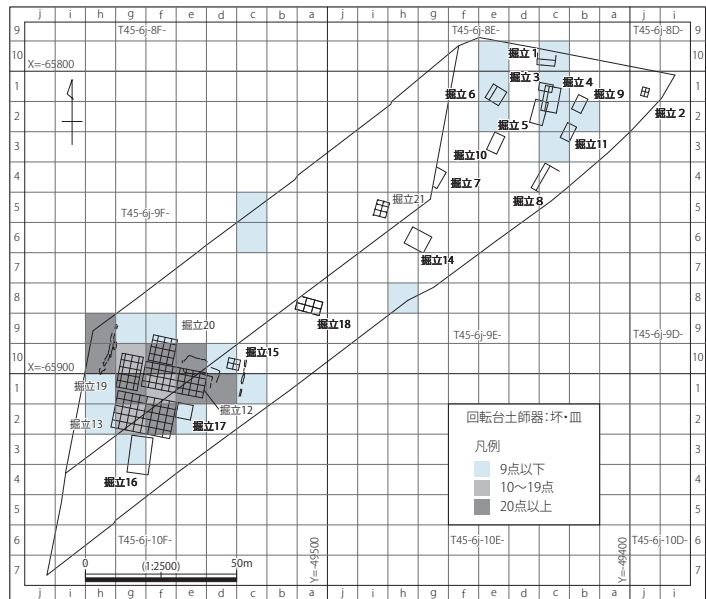 j i h g f e d c b a j i h g f e d c b a j i
9 T45-6j-8F- T45-6j-8E- T45-6j-8D- 9
10 掘立1 10
X=-65800
1 掘立3 掘立4 1
掘立6 掘立9
2 掘立5 掘立2 2
3 掘立11 3
掘立10
4 掘立7 4
掘立8
5 T45-6j-9F- 掘立21 5
6 6
掘立14
7 7
8 8
掘立18
9 掘立20 T45-6j-9E- T45-6j-9D- 9
10 掘立15 10
X=-65900
1 掘立19 1
掘立12
2 掘立13 掘立17 2
回転台土師器：坏・皿
3 凡例 3
9点以下
4 掘立16 10〜19点 4
20点以上
5 5
6 T45-6j-10F- Y=-49500 T45-6j-10E- Y=-49400 T45-6j-10D- 6
0 (1:2500) 50m
7 7
j i h g f e d c b a j i h g f e d c b a j i